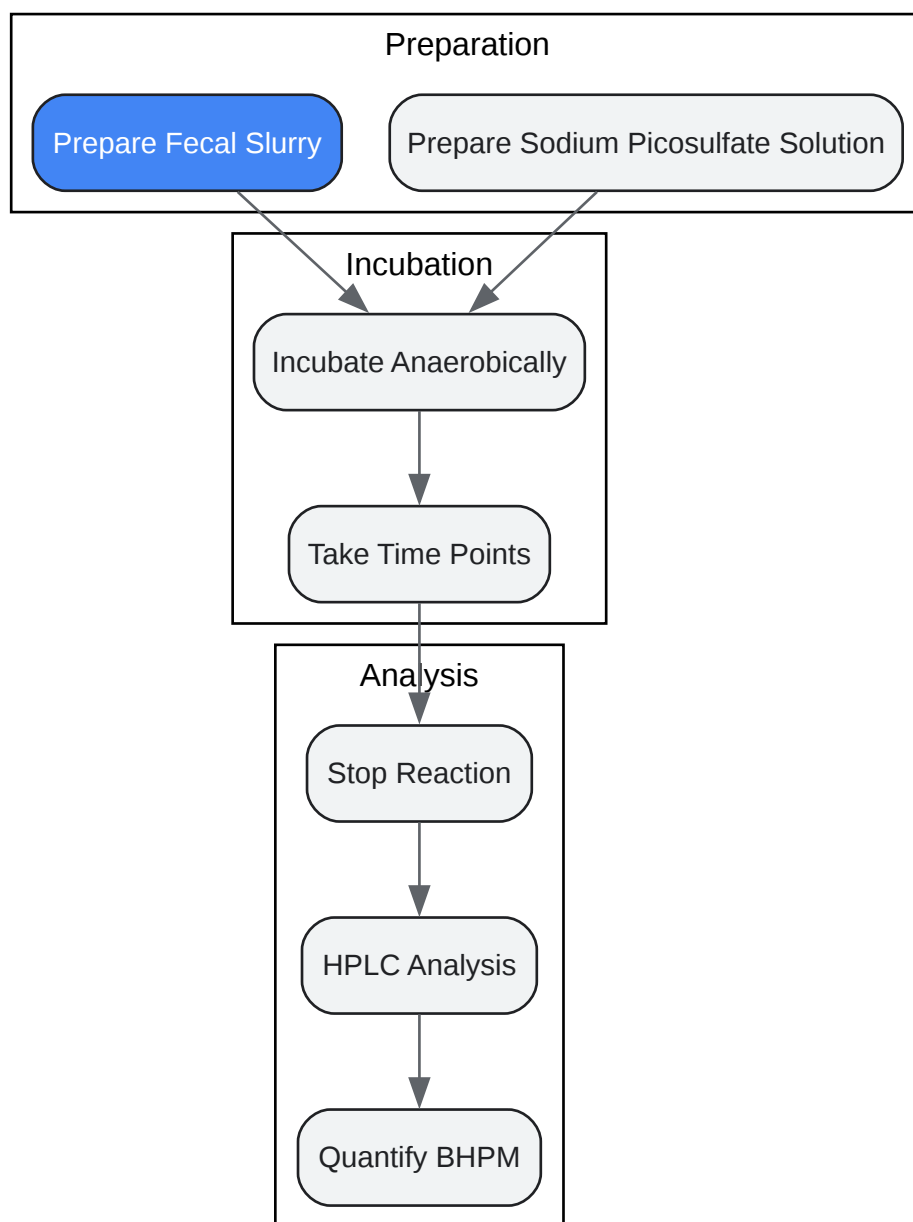 Preparation
Prepare Fecal Slurry
Prepare Sodium Picosulfate Solution
Incubation
Incubate Anaerobically
Take Time Points
Analysis
Stop Reaction
HPLC Analysis
Quantify BHPM